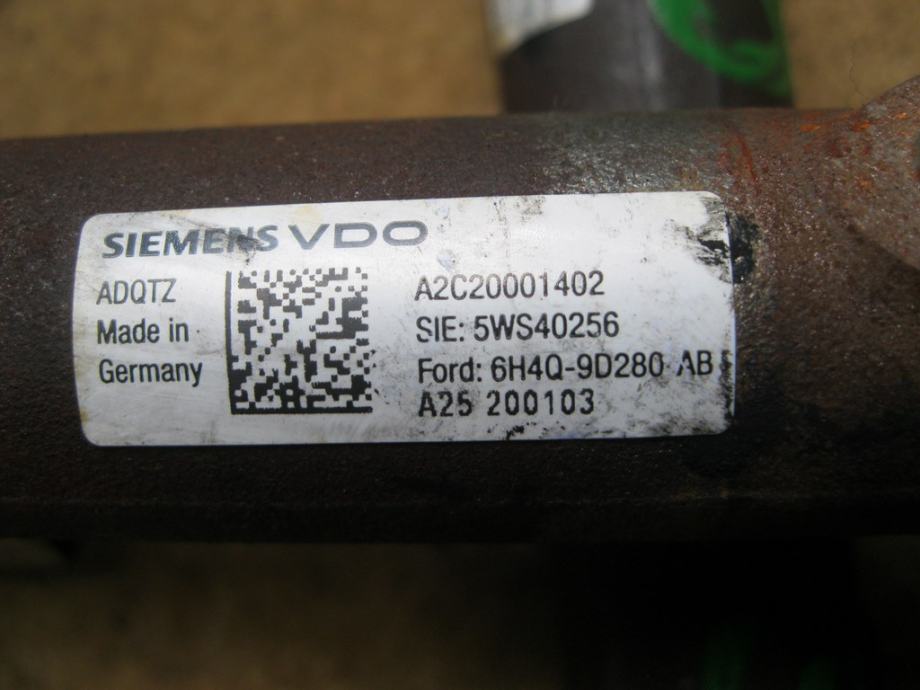 SIEMENS VDO
ADQTZ
Made in
Germany
A2C20001402
SIE: 5WS40256
Ford: 6H4Q-9D280 AB
A25 200103